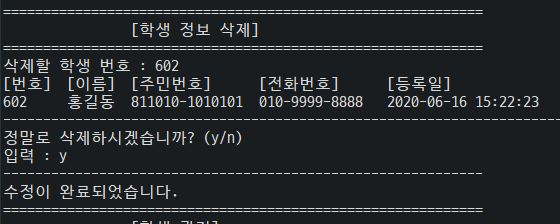 ==================================================
[학생 정보 삭제]
==================================================
삭제할 학생 번호 : 602
[번호] [이름] [주민번호] [전화번호] [등록일]
602 홍길동 811010-1010101 010-9999-8888 2020-06-16 15:22:23
----------------------------------------------------------
정말로 삭제하시겠습니까? (y/n)
입력 : y
--------------------------------------------------
수정이 완료되었습니다.
==================================================